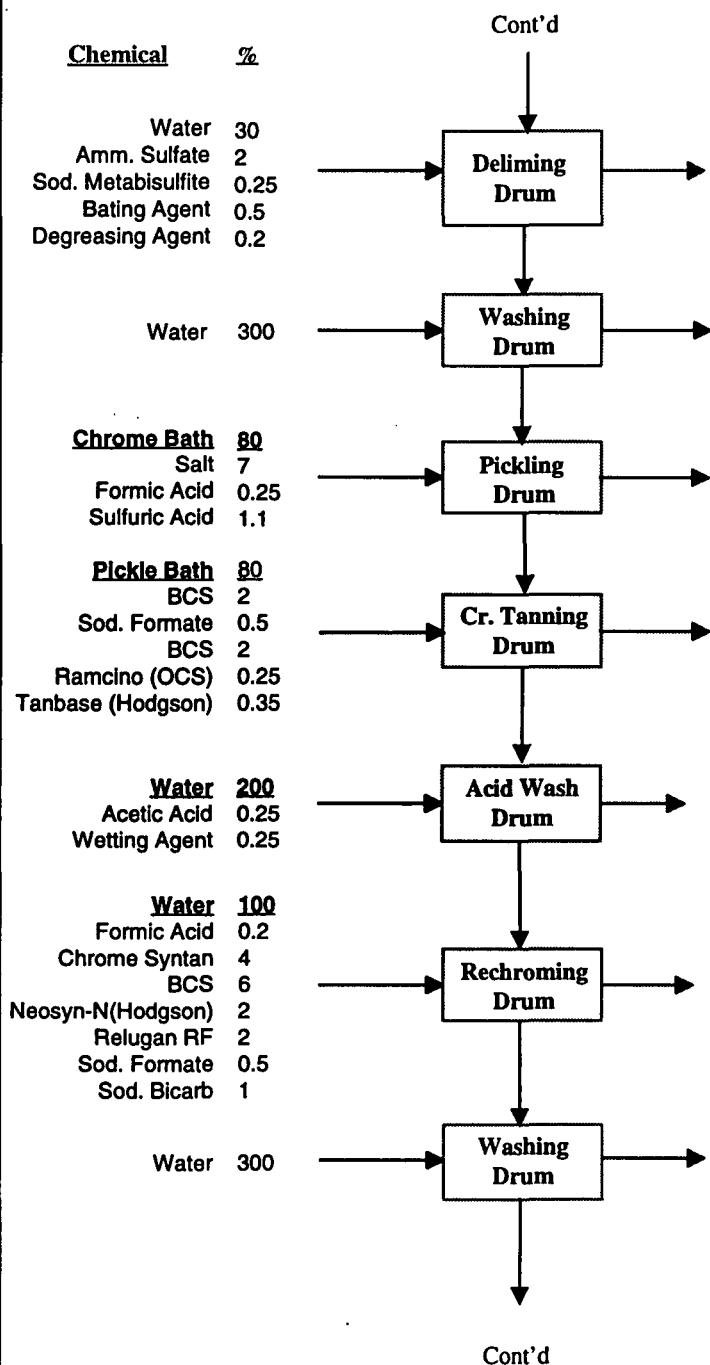 Cont'd
Chemical %
Water 30
Amm. Sulfate 2
Sod. Metabisulfite 0.25
Bating Agent 0.5
Degreasing Agent 0.2
Deliming
Drum
Water 300
Washing
Drum
Chrome Bath 80
Salt 7
Formic Acid 0.25
Sulfuric Acid 1.1
Pickling
Drum
Pickle Bath 80
BCS 2
Sod. Formate 0.5
BCS 2
Ramcino (OCS) 0.25
Tanbase (Hodgson) 0.35
Cr. Tanning
Drum
Water 200
Acetic Acid 0.25
Wetting Agent 0.25
Acid Wash
Drum
Water 100
Formic Acid 0.2
Chrome Syntan 4
BCS 6
Neosyn-N(Hodgson) 2
Relugan RF 2
Sod. Formate 0.5
Sod. Bicarb 1
Rechroming
Drum
Water 300
Washing
Drum
Cont'd